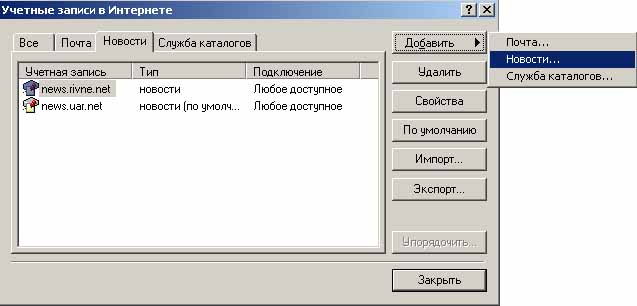 Учетные записи в Интернете
Все Почта Новости Служба каталогов
Учетная запись Тип Подключение
news.rivne.net новости Любое доступное
news.uar.net новости (по умолч... Любое доступное
Добавить
Удалить
Свойства
По умолчанию
Импорт...
Экспорт...
Упорядочить...
Закрыть
Почта...
Новости...
Служба каталогов...